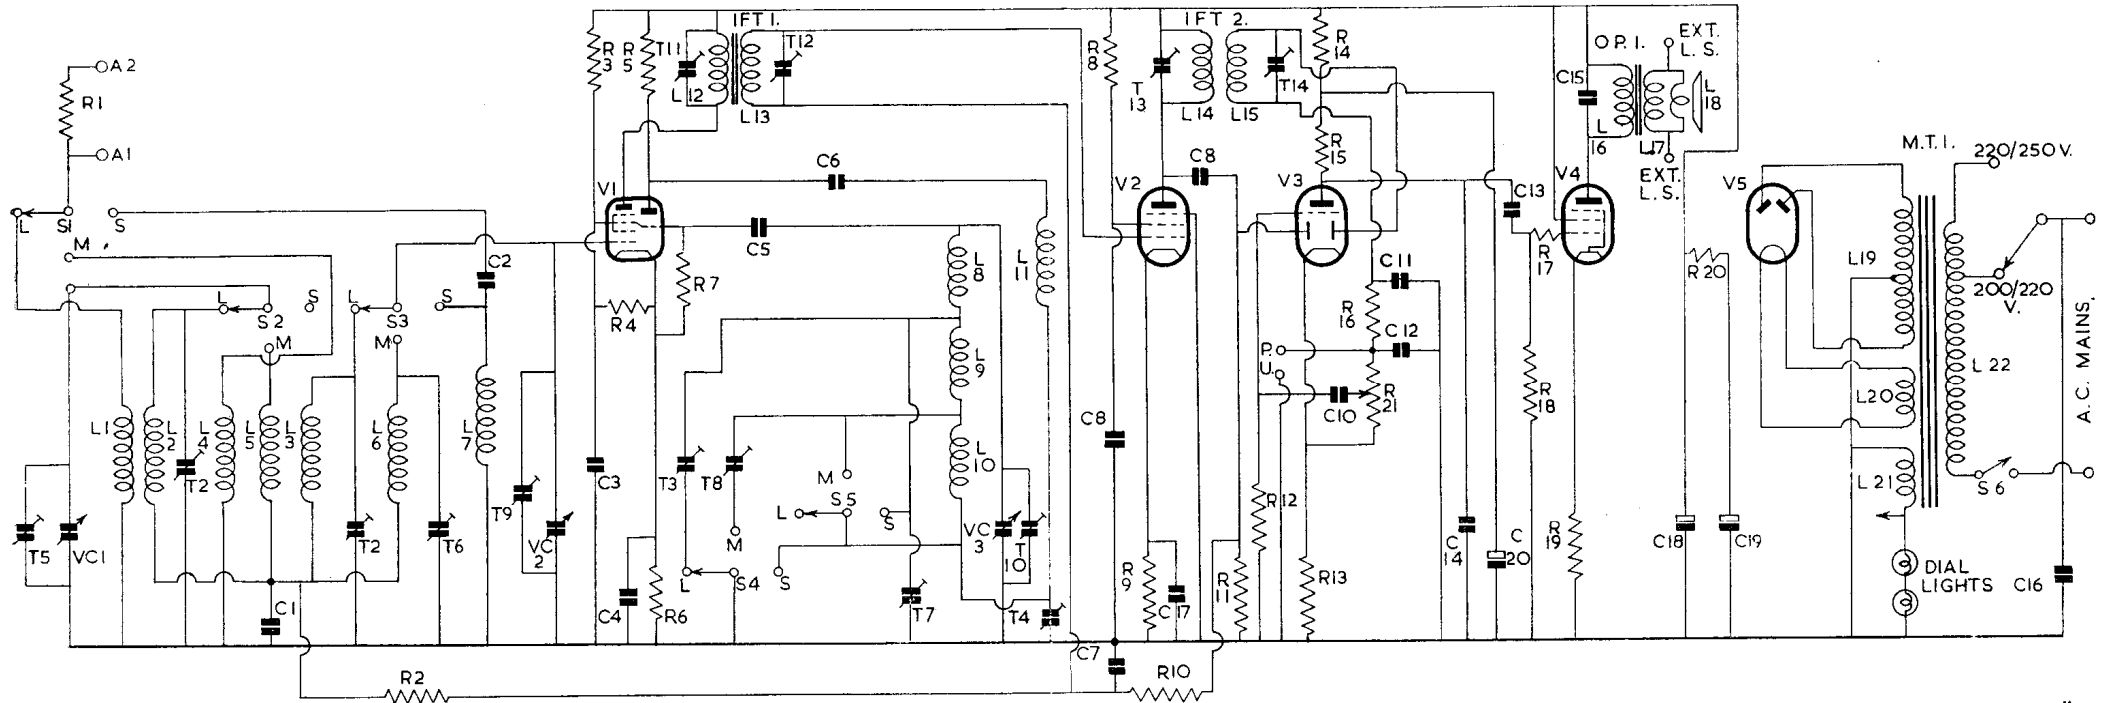 A2
R1
A1
L
S1
S
M
L
S2
S
M
L
S3
S
M
C2
L1
L2
L4
L5
L3
L6
L7
T2
T5
VC1
C1
T2
T6
T9
VC2
R2
V1
R3
R5
T11
L12
IFT 1.
L13
T12
C6
C5
R7
R4
C3
C4
R6
L8
L9
L10
L11
T3
T8
M
S5
L
S
M
L
S4
S
T7
VC3
T10
T4
C7
R8
V2
C8
T13
IFT 2.
L14
L15
T14
C8
R9
C17
R10
R11
R12
R13
R14
R15
V3
P.
U.
C10
C11
R16
C12
R21
C14
C20
C13
R17
R18
V4
R19
C15
L16
O.P.1.
L17
EXT. L.S.
EXT. L.S.
L18
R20
C18
C19
V5
M.T.1.
L19
L20
L21
L22
220/250V.
200/220 V.
S6
DIAL LIGHTS
C16
A.C. MAINS.